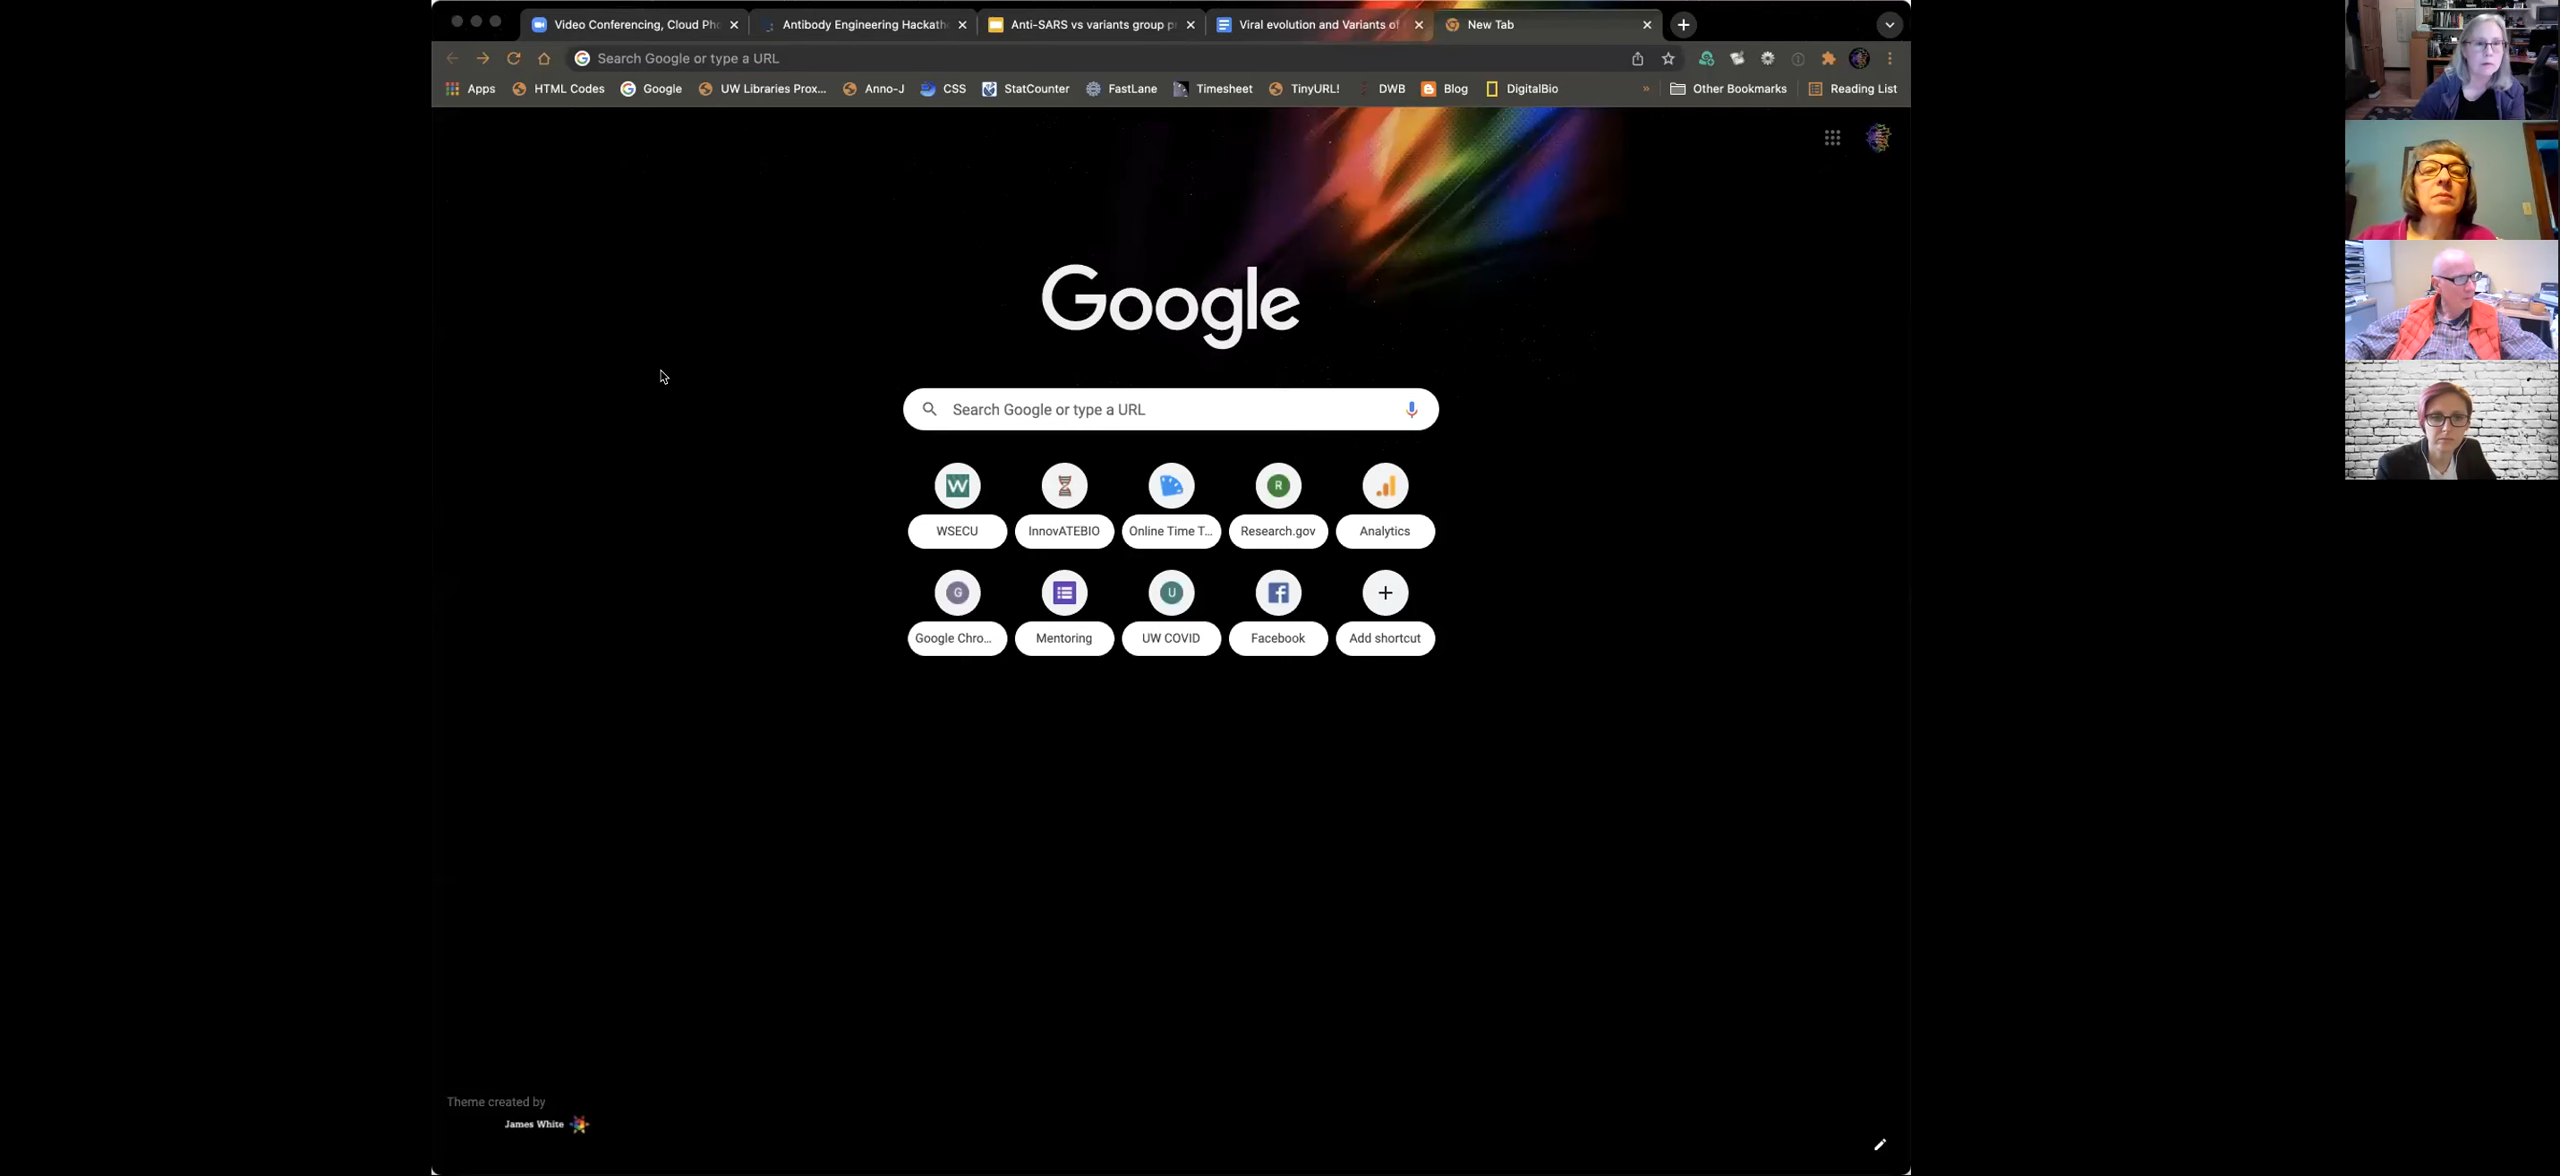 Video Conferencing, Cloud Pho
Antibody Engineering Hackath
Anti-SARS vs variants group p
Viral evolution and Variants of
New Tab
Search Google or type a URL
Apps
HTML Codes
Google
UW Libraries Prox...
Anno-J
CSS
StatCounter
FastLane
Timesheet
TinyURL!
DWB
Blog
DigitalBio
»
Other Bookmarks
Reading List
Google
Search Google or type a URL
W
R
WSECU
InnovATEBIO
Online Time T...
Research.gov
Analytics
G
U
f
Google Chro...
Mentoring
UW COVID
Facebook
Add shortcut
Theme created by
James White